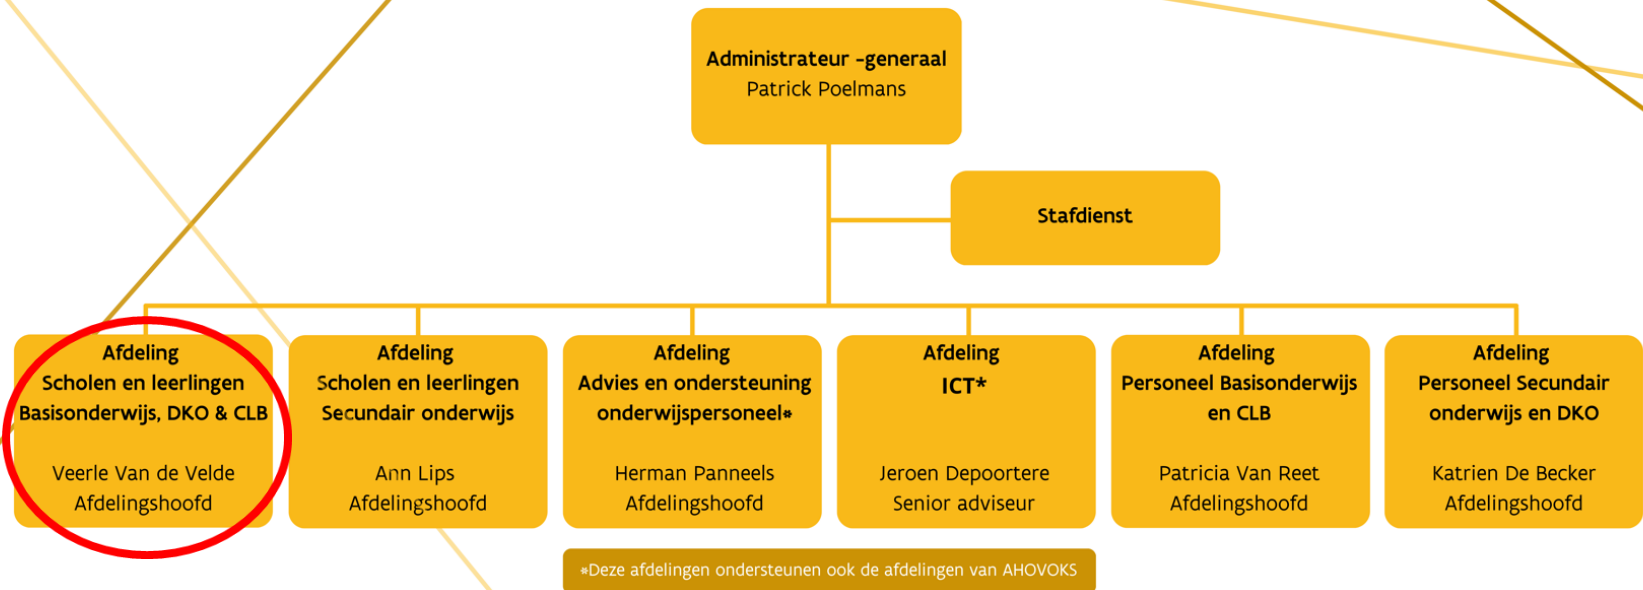 Administrateur -generaal
Patrick Poelmans
Stafdienst
Afdeling
Scholen en leerlingen
Basisonderwijs, DKO & CLB
Veerle Van de Velde
Afdelingshoofd
Afdeling
Scholen en leerlingen
Secundair onderwijs
Ann Lips
Afdelingshoofd
Afdeling
Advies en ondersteuning
onderwijspersoneel*
Herman Panneels
Afdelingshoofd
Afdeling
ICT*
Jeroen Depoortere
Senior adviseur
Afdeling
Personeel Basisonderwijs
en CLB
Patricia Van Reet
Afdelingshoofd
Afdeling
Personeel Secundair
onderwijs en DKO
Katrien De Becker
Afdelingshoofd
*Deze afdelingen ondersteunen ook de afdelingen van AHOVOKS